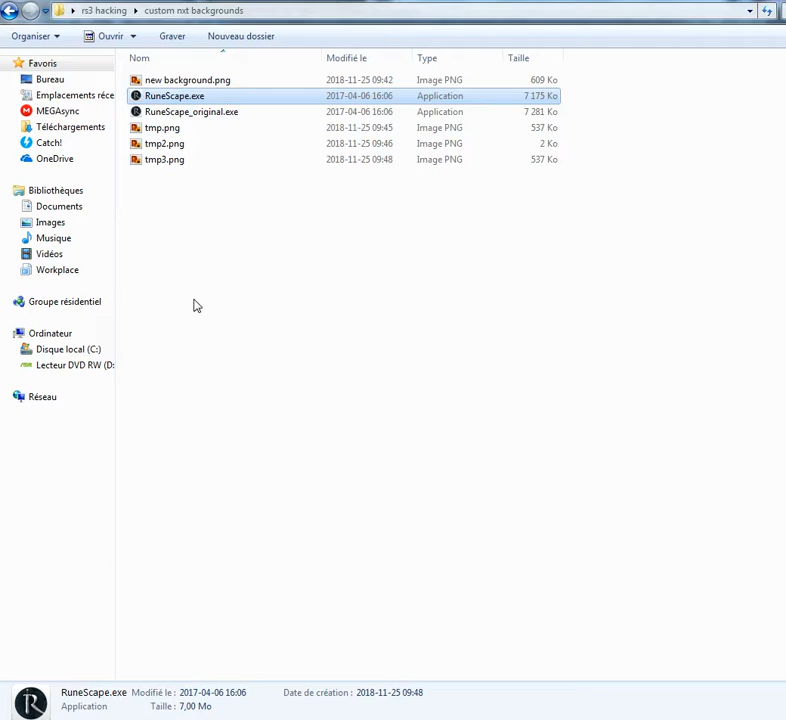 rs3 hacking ▸ custom nxt backgrounds
Organiser Ouvrir Graver Nouveau dossier
Nom Modifié le Type Taille
new background.png 2018-11-25 09:42 Image PNG 609 Ko
RuneScape.exe 2017-04-06 16:06 Application 7 175 Ko
RuneScape_original.exe 2017-04-06 16:06 Application 7 281 Ko
tmp.png 2018-11-25 09:45 Image PNG 537 Ko
tmp2.png 2018-11-25 09:46 Image PNG 2 Ko
tmp3.png 2018-11-25 09:48 Image PNG 537 Ko
Favoris
Bureau
Emplacements réce
MEGAsync
Téléchargements
Catch!
OneDrive
Bibliothèques
Documents
Images
Musique
Vidéos
Workplace
Groupe résidentiel
Ordinateur
Disque local (C:)
Lecteur DVD RW (D:
Réseau
RuneScape.exe Modifié le : 2017-04-06 16:06 Date de création : 2018-11-25 09:48
Application Taille : 7,00 Mo